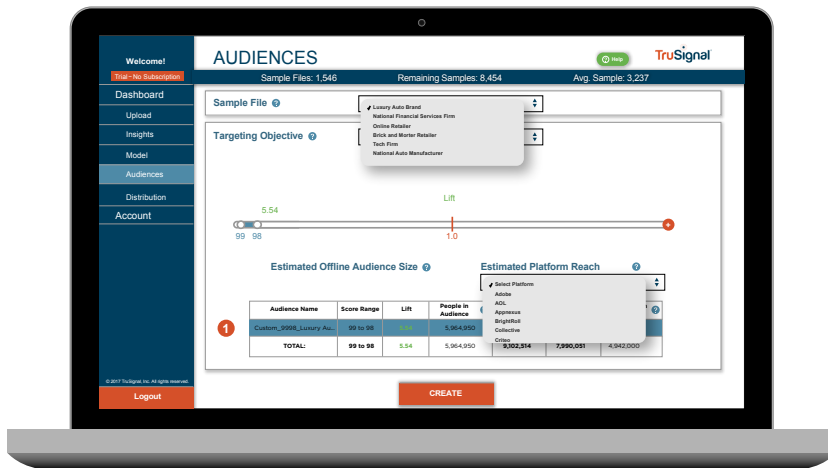 Welcome!
Trial – No Subscription
Dashboard
Upload
Insights
Model
Audiences
Distribution
Account
© 2017 TruSignal, Inc. All rights reserved.
Logout
AUDIENCES
Help
TruSignal
Sample Files: 1,546 Remaining Samples: 8,454 Avg. Sample: 3,237
Sample File
Luxury Auto Brand
National Financial Services Firm
Online Retailer
Brick and Morter Retailer
Tech Firm
National Auto Manufacturer
Targeting Objective
Lift
5.54
99 98 1.0
Estimated Offline Audience Size
Estimated Platform Reach
Select Platform
Adobe
AOL
Appnexus
BrightRoll
Collective
Criteo
Audience Name Score Range Lift People in Audience
1 Custom_9998_Luxury Au.. 99 to 98 5.54 5,964,950
TOTAL: 99 to 98 5.54 5,964,950 9,102,514 7,990,051 4,942,000
CREATE